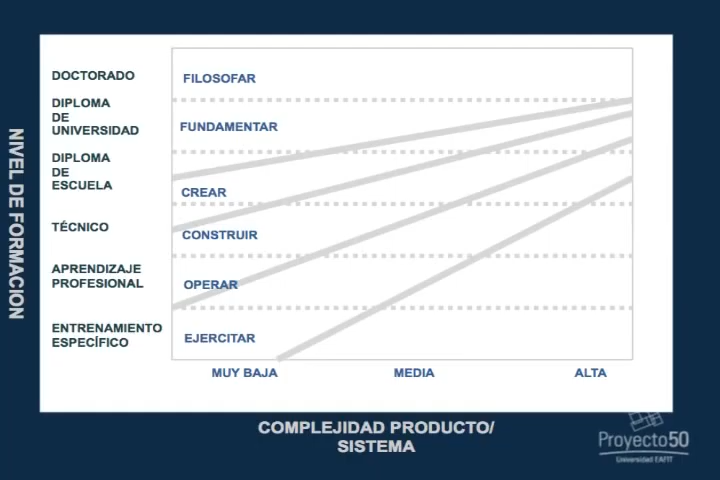 NIVEL DE FORMACION
DOCTORADO
FILOSOFAR
DIPLOMA
DE
UNIVERSIDAD
FUNDAMENTAR
DIPLOMA
DE
ESCUELA
CREAR
TÉCNICO
CONSTRUIR
APRENDIZAJE
PROFESIONAL
OPERAR
ENTRENAMIENTO
ESPECÍFICO
EJERCITAR
MUY BAJA
MEDIA
ALTA
COMPLEJIDAD PRODUCTO/
SISTEMA
Proyecto50
Universidad EAFIT